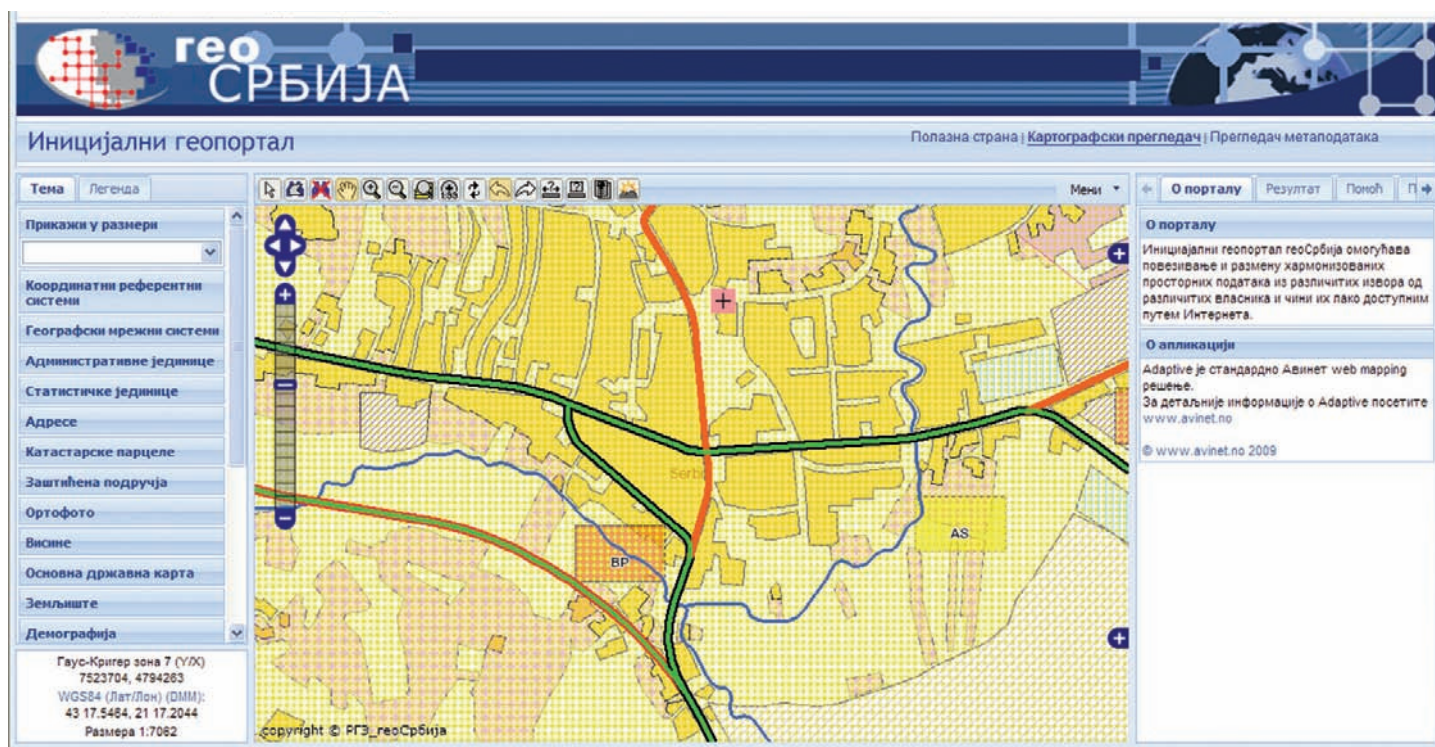 гео
СРБИЈА
Иницијални геопортал
Полазна страна | Картографски прегледач | Прегледач метаподатака
Тема
Легенда
Прикажи у размери
Координатни референтни
системи
Географски мрежни системи
Административне јединице
Статистичке јединице
Адресе
Катастарске парцеле
Заштићена подручја
Ортофото
Висине
Основна државна карта
Земљиште
Демографија
Гаус-Кригер зона 7 (Y/X)
7523704, 4794263
WGS84 (Лат/Лон) (DMM):
43 17.5464, 21 17.2044
Размера 1:7062
Мени
BP
AS
copyright © РГЗ_геоСрбија
О порталу
Резултат
Помоћ
П
О порталу
Иницијални геопортал геоСрбија омогућава
повезивање и размену хармонизованих
просторних података из различитих извора од
различитих власника и чини их лако доступним
путем Интернета.
О апликацији
Adaptive је стандардно Авинет web mapping
решење.
За детаљније информације о Adaptive посетите
www.avinet.no
© www.avinet.no 2009